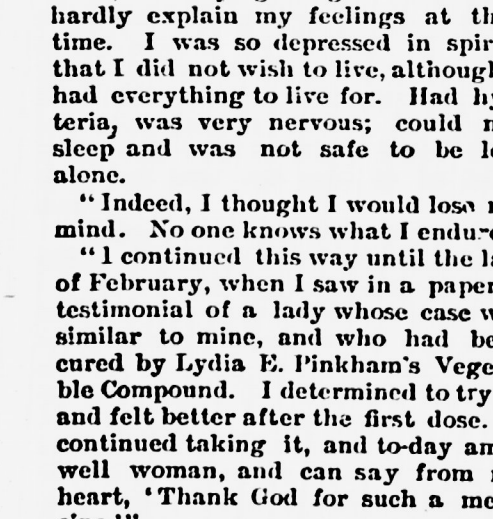 hardly explain my feelings at th
time. I was so depressed in spir
that I did not wish to live, although
had everything to live for. Had hy
teria, was very nervous; could n
sleep and was not safe to be le
alone.
"Indeed, I thought I would lose
mind. No one knows what I endure
"I continued this way until the la
of February, when I saw in a paper
testimonial of a lady whose case w
similar to mine, and who had be
cured by Lydia E. Pinkham's Vege
ble Compound. I determined to try
and felt better after the first dose.
continued taking it, and to-day am
well woman, and can say from
heart, 'Thank God for such a me